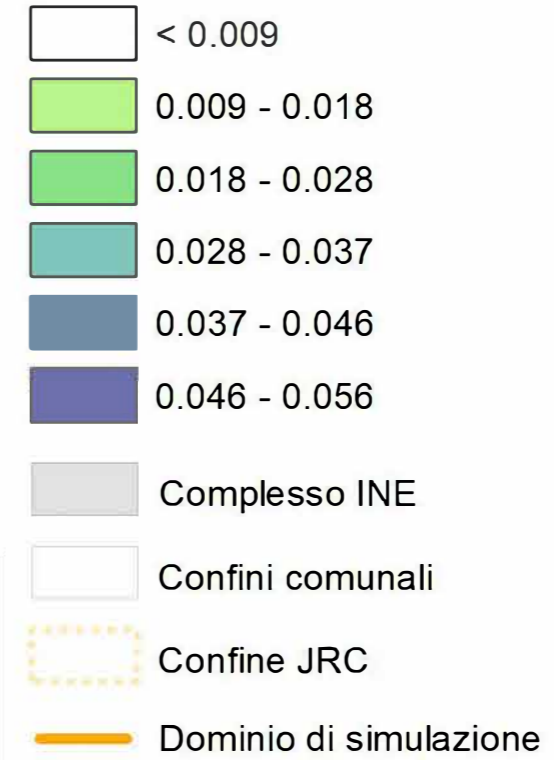 < 0.009
0.009 - 0.018
0.018 - 0.028
0.028 - 0.037
0.037 - 0.046
0.046 - 0.056
Complesso INE
Confini comunali
Confine JRC
Dominio di simulazione